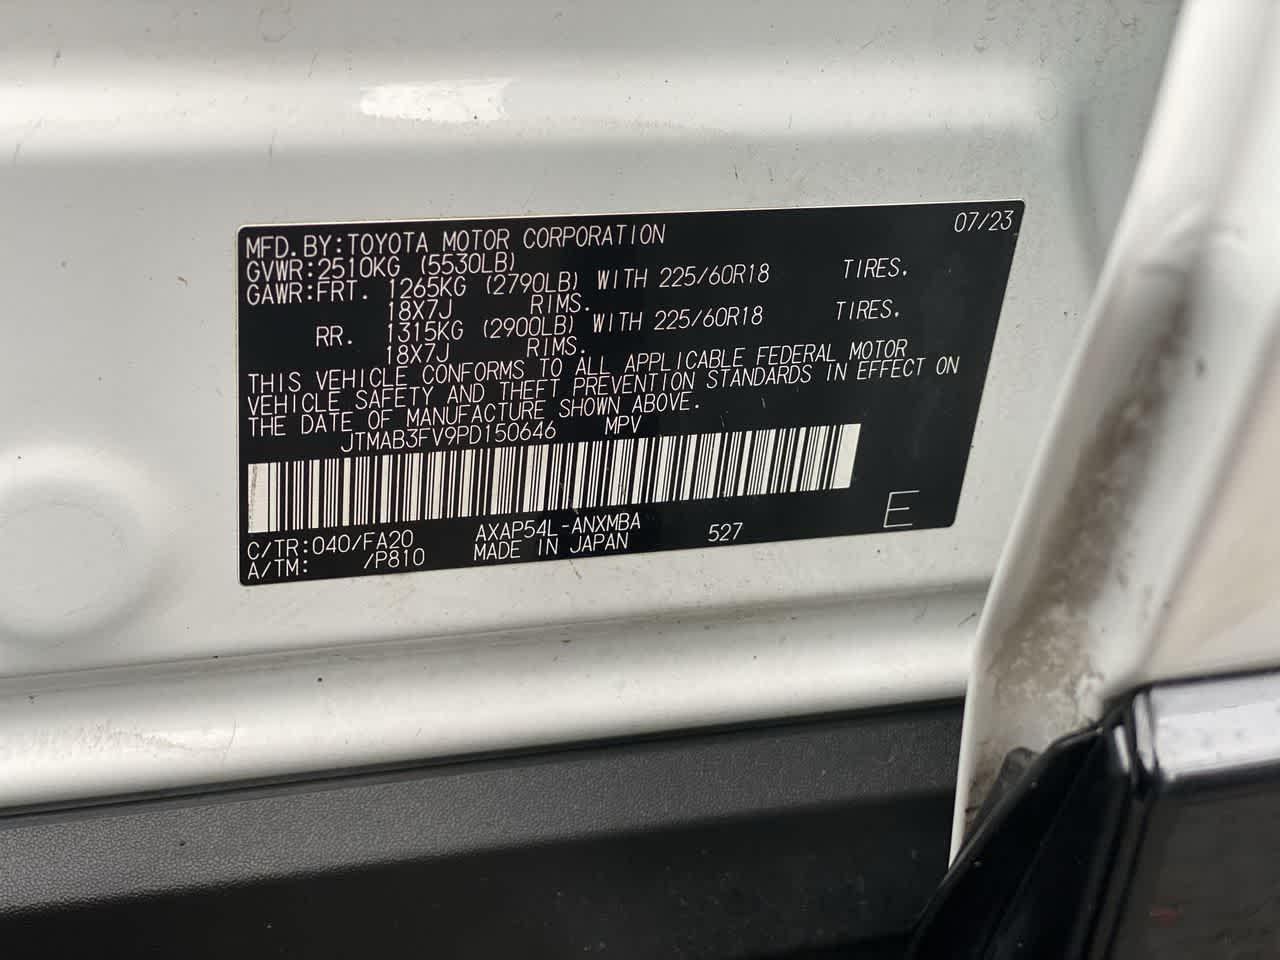 07/23
MFD. BY: TOYOTA MOTOR CORPORATION
GVWR: 2510KG (5530LB)
GAWR: FRT. 1265KG (2790LB) WITH 225/60R18 TIRES.
18X7J RIMS.
RR. 1315KG (2900LB) WITH 225/60R18 TIRES.
18X7J RIMS.
THIS VEHICLE CONFORMS TO ALL APPLICABLE FEDERAL MOTOR
VEHICLE SAFETY AND THEFT PREVENTION STANDARDS IN EFFECT ON
THE DATE OF MANUFACTURE SHOWN ABOVE.
JTMAB3FV9PD150646 MPV
C/TR: 040/FA20 AXAP54L-ANXMBA 527 E
A/TM: /P810 MADE IN JAPAN